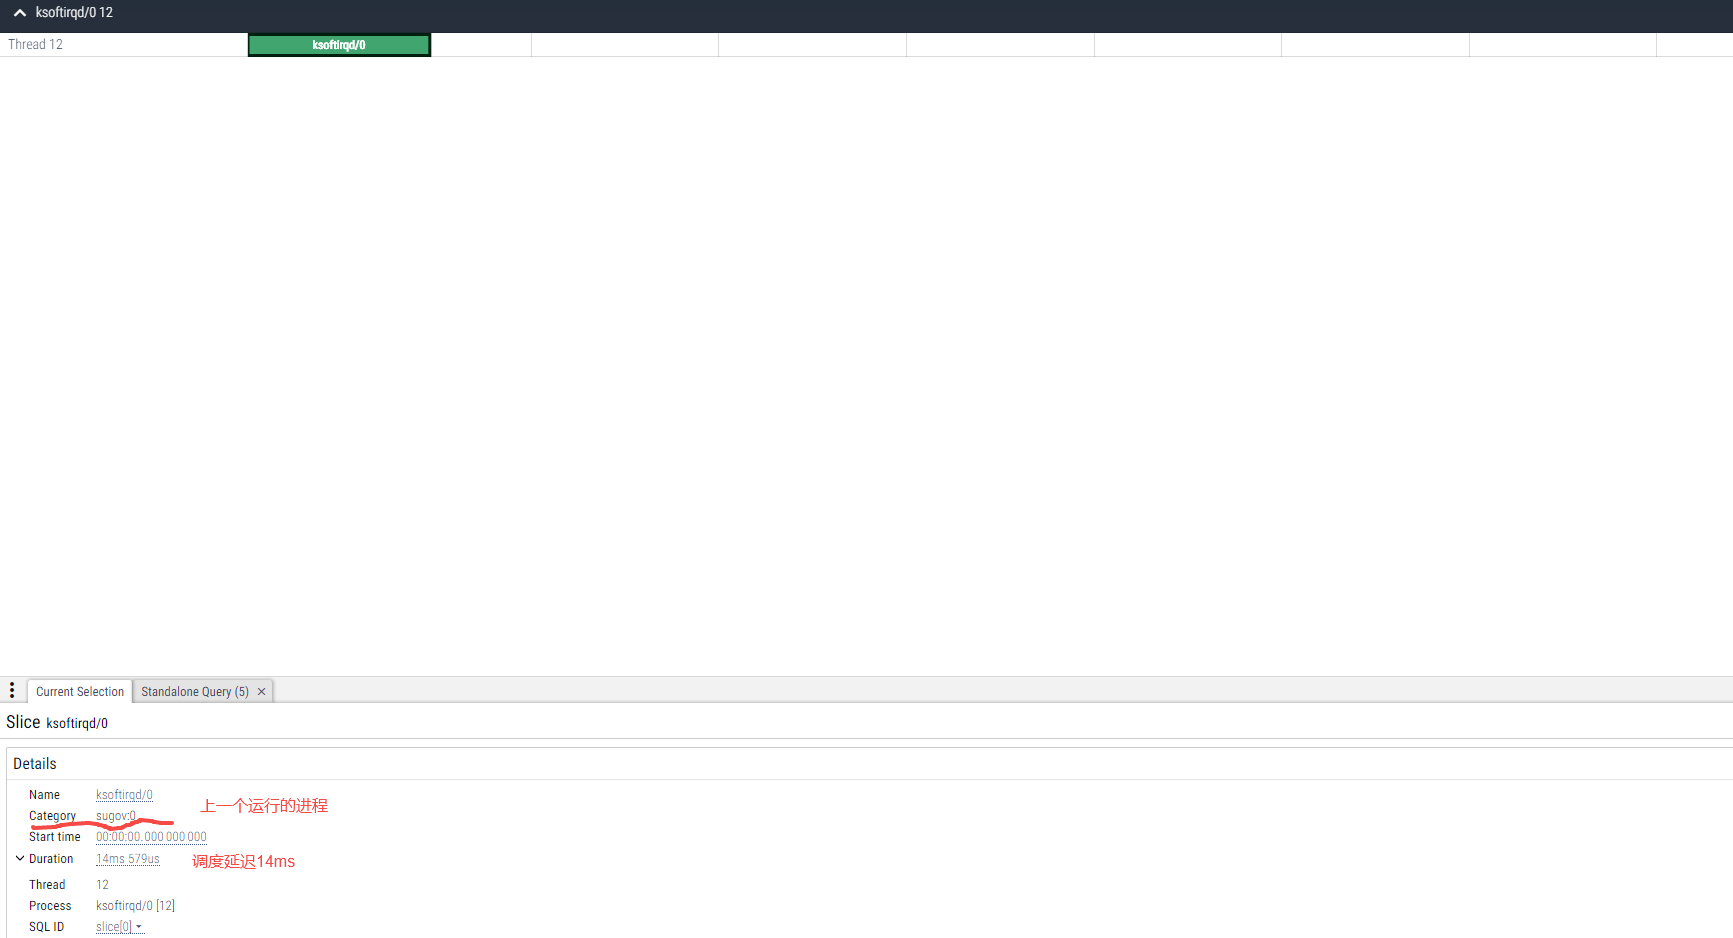 ksoftirqd/0 12
Thread 12
ksoftirqd/0
Current Selection
Standalone Query (5) ×
Slice ksoftirqd/0
Details
Name ksoftirqd/0
上一个运行的进程
Category sugov:0
Start time 00:00:00.000 000 000
Duration 14ms 579us
调度延迟14ms
Thread 12
Process ksoftirqd/0 [12]
SQL ID slice[0]